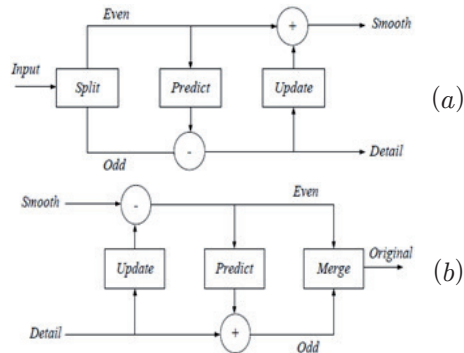 Even
+
Smooth
Input
Split
Predict
Update
(a)
-
Odd
Detail
Smooth
-
Even
Original
Update
Predict
Merge
(b)
Detail
+
Odd